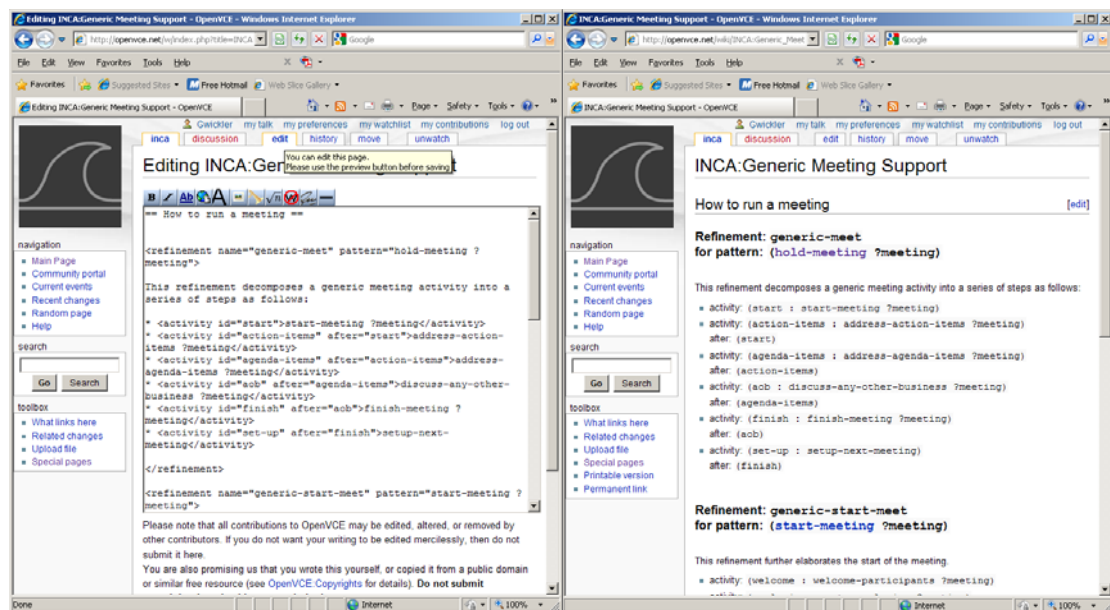 Editing INCA:Generic Meeting Support - OpenVCE - Windows Internet Explorer
http://openvce.net/w/index.php?title=INCA
Google
File Edit View Favorites Tools Help
Favorites Suggested Sites Free Hotmail Web Slice Gallery
Editing INCA:Generic Meeting Support - OpenVCE
Page Safety Tools
Gwickler my talk my preferences my watchlist my contributions log out
inca discussion edit history move unwatch
You can edit this page.
Please use the preview button before saving
Editing INCA:Generic Meeting Support
B I Ab A √n W
== How to run a meeting ==
<refinement name="generic-meet" pattern="hold-meeting ?
meeting">
This refinement decomposes a generic meeting activity into a
series of steps as follows:
* <activity id="start">start-meeting ?meeting</activity>
* <activity id="action-items" after="start">address-action-
items ?meeting</activity>
* <activity id="agenda-items" after="action-items">address-
agenda-items ?meeting</activity>
* <activity id="aob" after="agenda-items">discuss-any-other-
business ?meeting</activity>
* <activity id="finish" after="aob">finish-meeting ?
meeting</activity>
* <activity id="set-up" after="finish">setup-next-
meeting</activity>
</refinement>
<refinement name="generic-start-meet" pattern="start-meeting ?
meeting">
Please note that all contributions to OpenVCE may be edited, altered, or removed by
other contributors. If you do not want your writing to be edited mercilessly, then do not
submit it here.
You are also promising us that you wrote this yourself, or copied it from a public domain
or similar free resource (see OpenVCE:Copyrights for details). Do not submit
navigation
Main Page
Community portal
Current events
Recent changes
Random page
Help
search
Go Search
toolbox
What links here
Related changes
Upload file
Special pages
Done Internet 100%
INCA:Generic Meeting Support - OpenVCE - Windows Internet Explorer
http://openvce.net/wiki/INCA:Generic_Meet
Google
File Edit View Favorites Tools Help
Favorites Suggested Sites Free Hotmail Web Slice Gallery
INCA:Generic Meeting Support - OpenVCE
Page Safety Tools
Gwickler my talk my preferences my watchlist my contributions log out
inca discussion edit history move unwatch
INCA:Generic Meeting Support
How to run a meeting [edit]
Refinement: generic-meet
for pattern: (hold-meeting ?meeting)
This refinement decomposes a generic meeting activity into a series of steps as follows:
activity: (start : start-meeting ?meeting)
activity: (action-items : address-action-items ?meeting)
after: (start)
activity: (agenda-items : address-agenda-items ?meeting)
after: (action-items)
activity: (aob : discuss-any-other-business ?meeting)
after: (agenda-items)
activity: (finish : finish-meeting ?meeting)
after: (aob)
activity: (set-up : setup-next-meeting)
after: (finish)
Refinement: generic-start-meet
for pattern: (start-meeting ?meeting)
This refinement further elaborates the start of the meeting.
activity: (welcome : welcome-participants ?meeting)
navigation
Main Page
Community portal
Current events
Recent changes
Random page
Help
search
Go Search
toolbox
What links here
Related changes
Upload file
Special pages
Printable version
Permanent link
Internet 100%